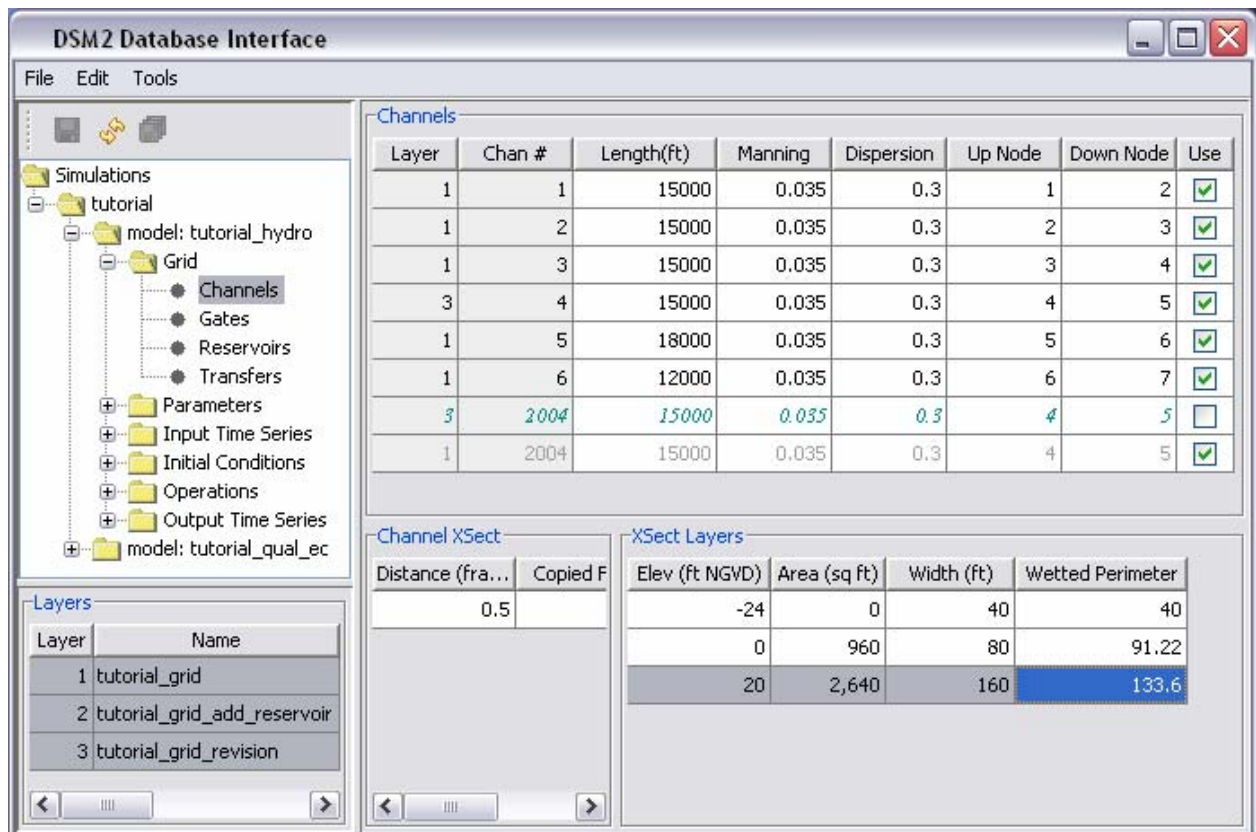 DSM2 Database Interface
File Edit Tools
Simulations
tutorial
model: tutorial_hydro
Grid
Channels
Gates
Reservoirs
Transfers
Parameters
Input Time Series
Initial Conditions
Operations
Output Time Series
model: tutorial_qual_ec
Layers
Layer Name
1 tutorial_grid
2 tutorial_grid_add_reservoir
3 tutorial_grid_revision
Channels
Layer Chan # Length(ft) Manning Dispersion Up Node Down Node Use
1 1 15000 0.035 0.3 1 2
1 2 15000 0.035 0.3 2 3
1 3 15000 0.035 0.3 3 4
3 4 15000 0.035 0.3 4 5
1 5 18000 0.035 0.3 5 6
1 6 12000 0.035 0.3 6 7
3 2004 15000 0.035 0.3 4 5
1 2004 15000 0.035 0.3 4 5
Channel XSect
Distance (fra... Copied F
0.5
XSect Layers
Elev (ft NGVD) Area (sq ft) Width (ft) Wetted Perimeter
-24 0 40 40
0 960 80 91.22
20 2,640 160 133.6